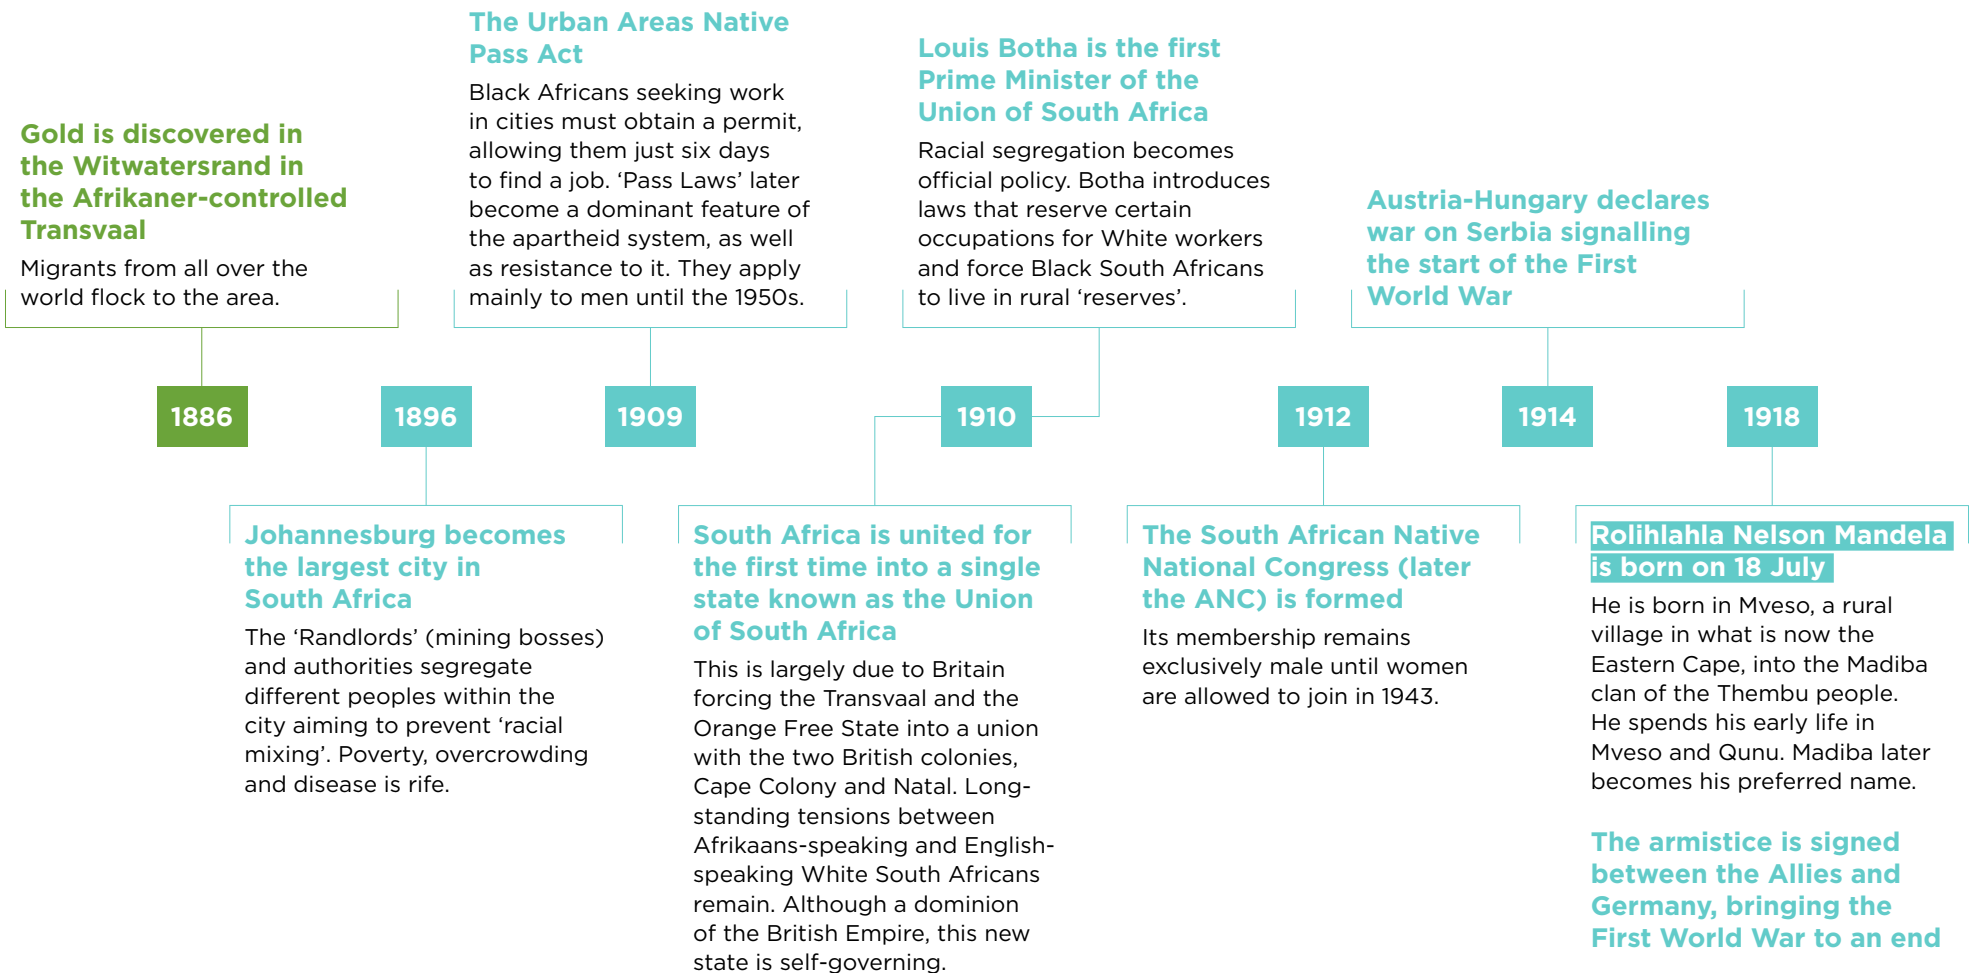 Gold is discovered in
the Witwatersrand in
the Afrikaner-controlled
Transvaal
Migrants from all over the
world flock to the area.
1886
1896
Johannesburg becomes
the largest city in
South Africa
The ‘Randlords’ (mining bosses)
and authorities segregate
different peoples within the
city aiming to prevent ‘racial
mixing’. Poverty, overcrowding
and disease is rife.
The Urban Areas Native
Pass Act
Black Africans seeking work
in cities must obtain a permit,
allowing them just six days
to find a job. ‘Pass Laws’ later
become a dominant feature of
the apartheid system, as well
as resistance to it. They apply
mainly to men until the 1950s.
1909
Louis Botha is the first
Prime Minister of the
Union of South Africa
Racial segregation becomes
official policy. Botha introduces
laws that reserve certain
occupations for White workers
and force Black South Africans
to live in rural ‘reserves’.
1910
South Africa is united for
the first time into a single
state known as the Union
of South Africa
This is largely due to Britain
forcing the Transvaal and the
Orange Free State into a union
with the two British colonies,
Cape Colony and Natal. Long-
standing tensions between
Afrikaans-speaking and English-
speaking White South Africans
remain. Although a dominion
of the British Empire, this new
state is self-governing.
1912
The South African Native
National Congress (later
the ANC) is formed
Its membership remains
exclusively male until women
are allowed to join in 1943.
Austria-Hungary declares
war on Serbia signalling
the start of the First
World War
1914
1918
Rolihlahla Nelson Mandela
is born on 18 July
He is born in Mveso, a rural
village in what is now the
Eastern Cape, into the Madiba
clan of the Thembu people.
He spends his early life in
Mveso and Qunu. Madiba later
becomes his preferred name.
The armistice is signed
between the Allies and
Germany, bringing the
First World War to an end